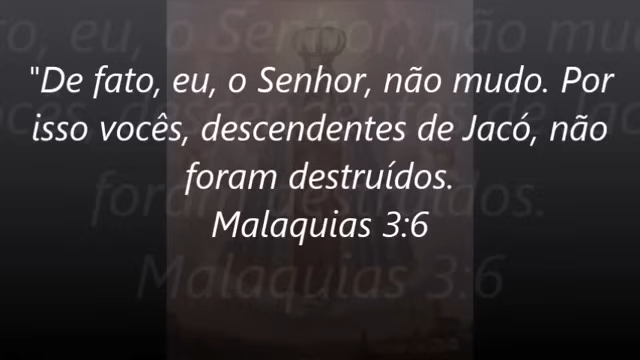 "De fato, eu, o Senhor, não mudo. Por
isso vocês, descendentes de Jacó, não
foram destruídos.
Malaquias 3:6